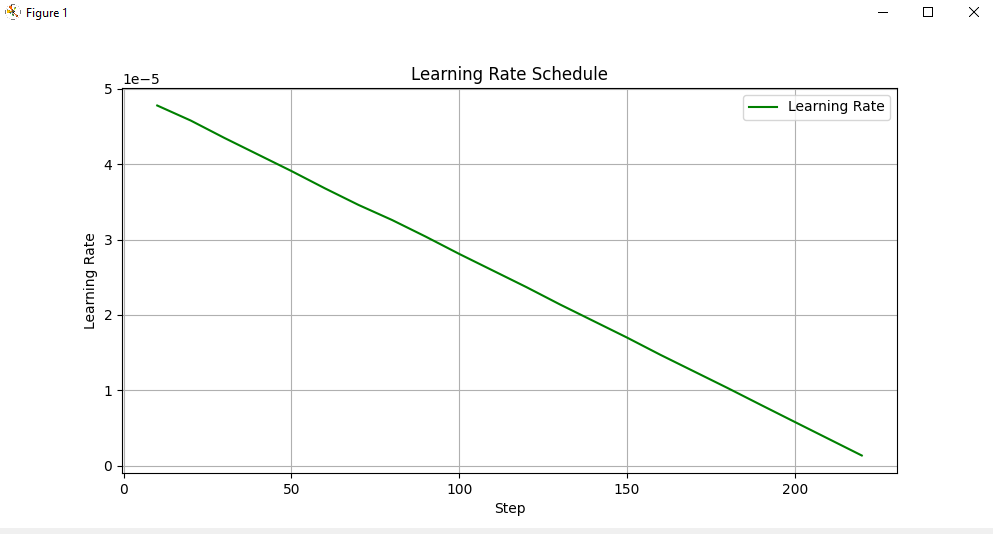 Figure 1
Learning Rate Schedule
1e−5
Learning Rate
5
4
3
2
1
0
Learning Rate
0 50 100 150 200
Step